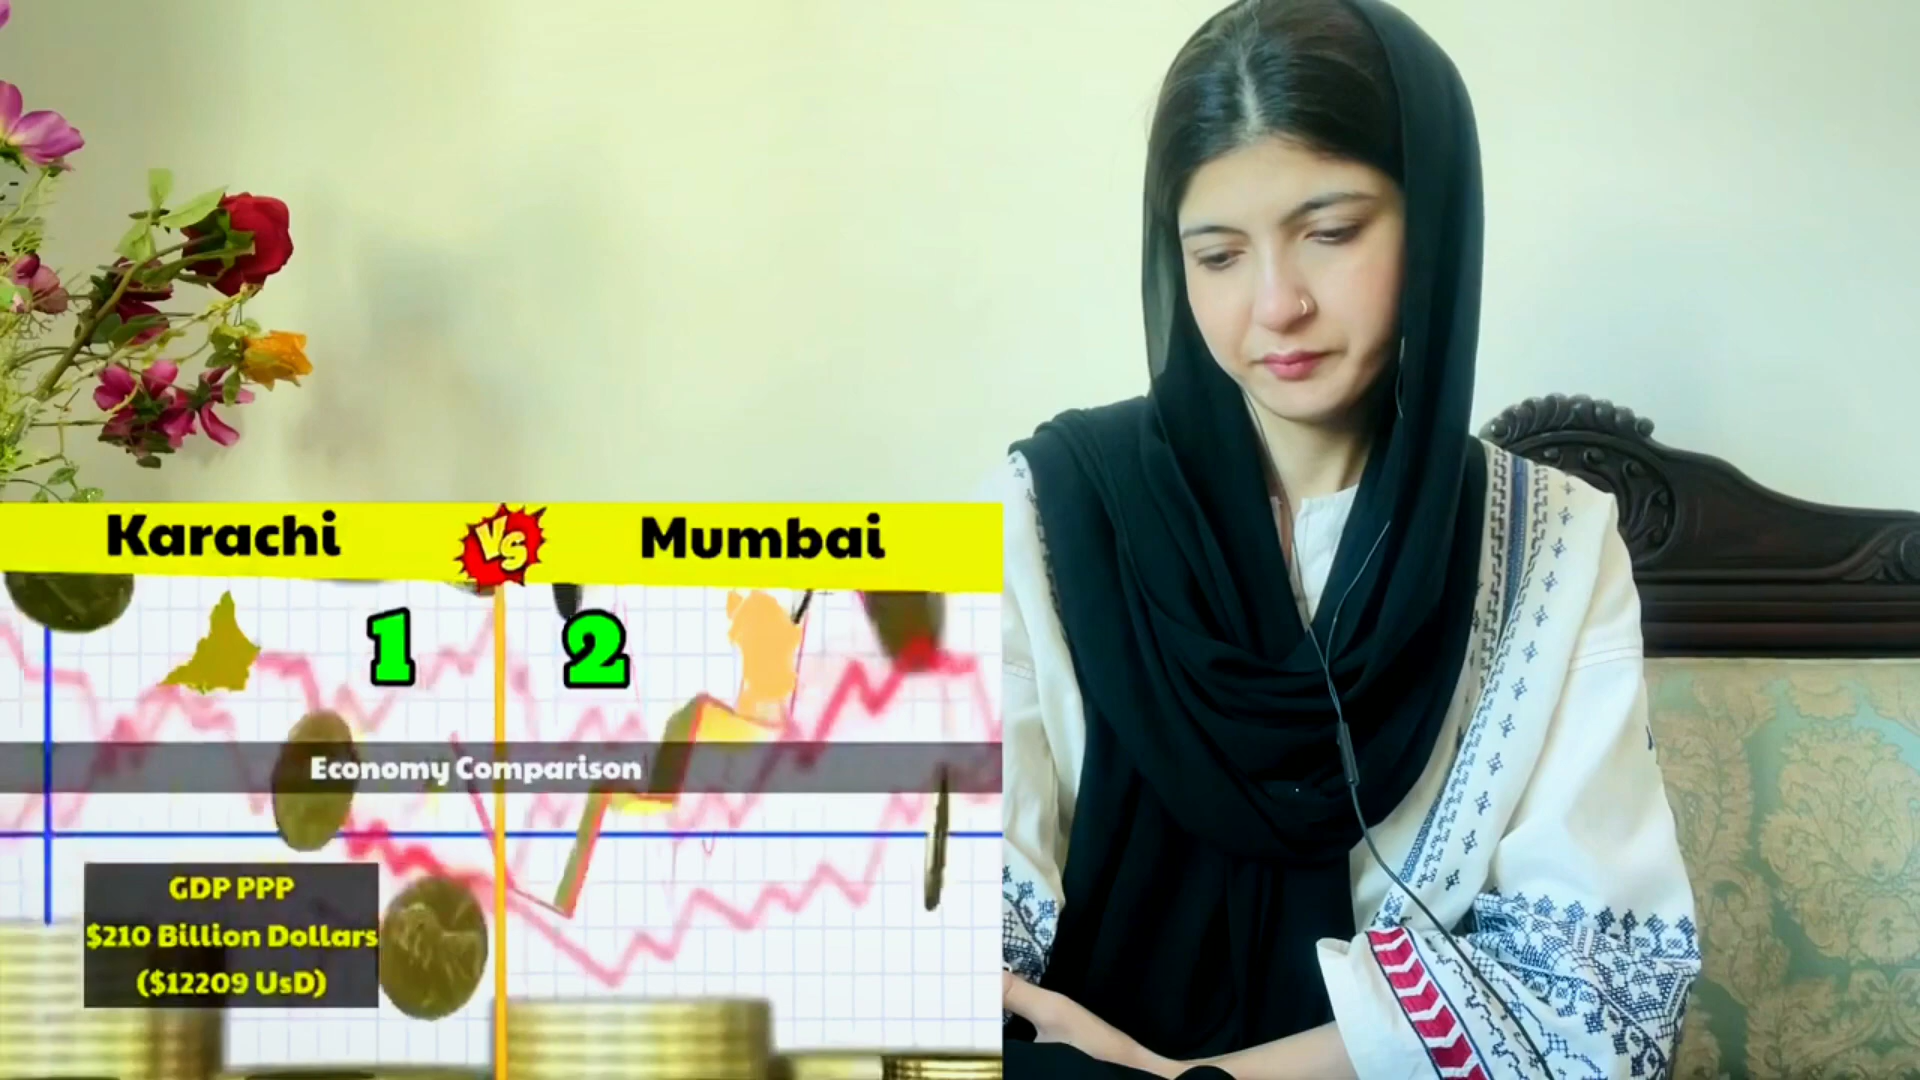 Karachi VS Mumbai
1 2
Economy Comparison
GDP PPP
$210 Billion Dollars
($12209 UsD)